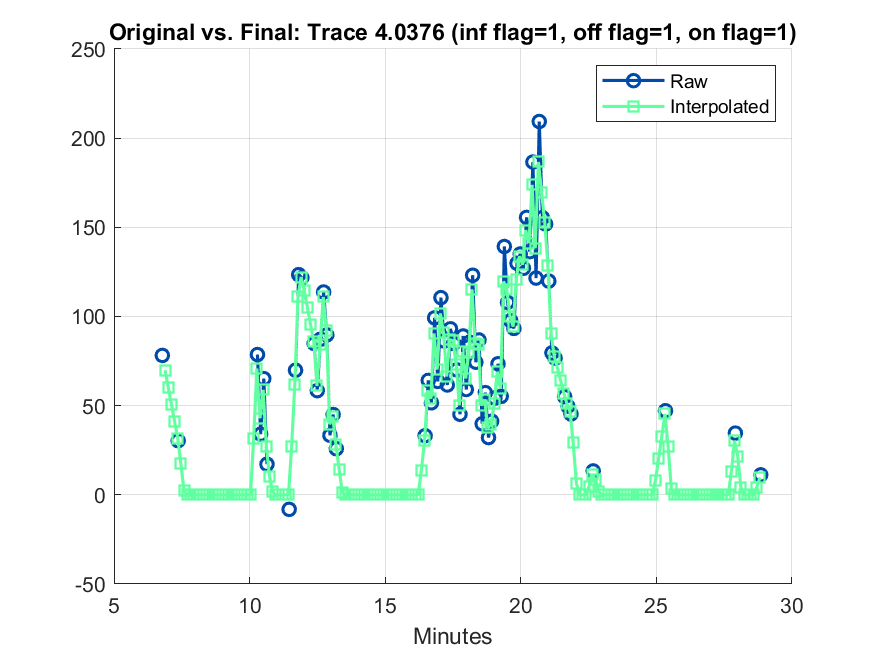 Original vs. Final: Trace 4.0376 (inf flag=1, off flag=1, on flag=1)
250
200
150
100
50
0
-50
5 10 15 20 25 30
Minutes
Raw
Interpolated